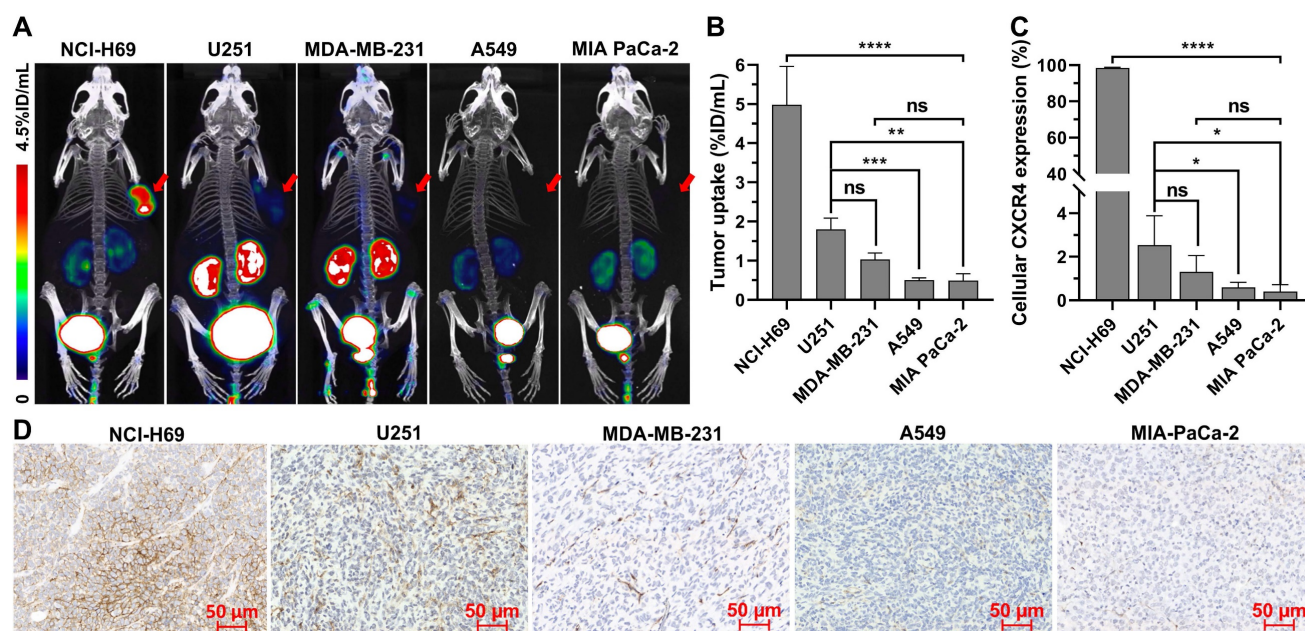 A
NCI-H69 U251 MDA-MB-231 A549 MIA PaCa-2
4.5%ID/mL
0
B
Tumor uptake (%ID/mL)
6
5
4
3
2
1
0
****
ns
**
***
ns
NCI-H69 U251 MDA-MB-231 A549 MIA PaCa-2
C
Cellular CXCR4 expression (%)
100
80
60
40
4
2
0
****
ns
*
*
ns
NCI-H69 U251 MDA-MB-231 A549 MIA PaCa-2
D
NCI-H69 U251 MDA-MB-231 A549 MIA-PaCa-2
50 μm 50 μm 50 μm 50 μm 50 μm